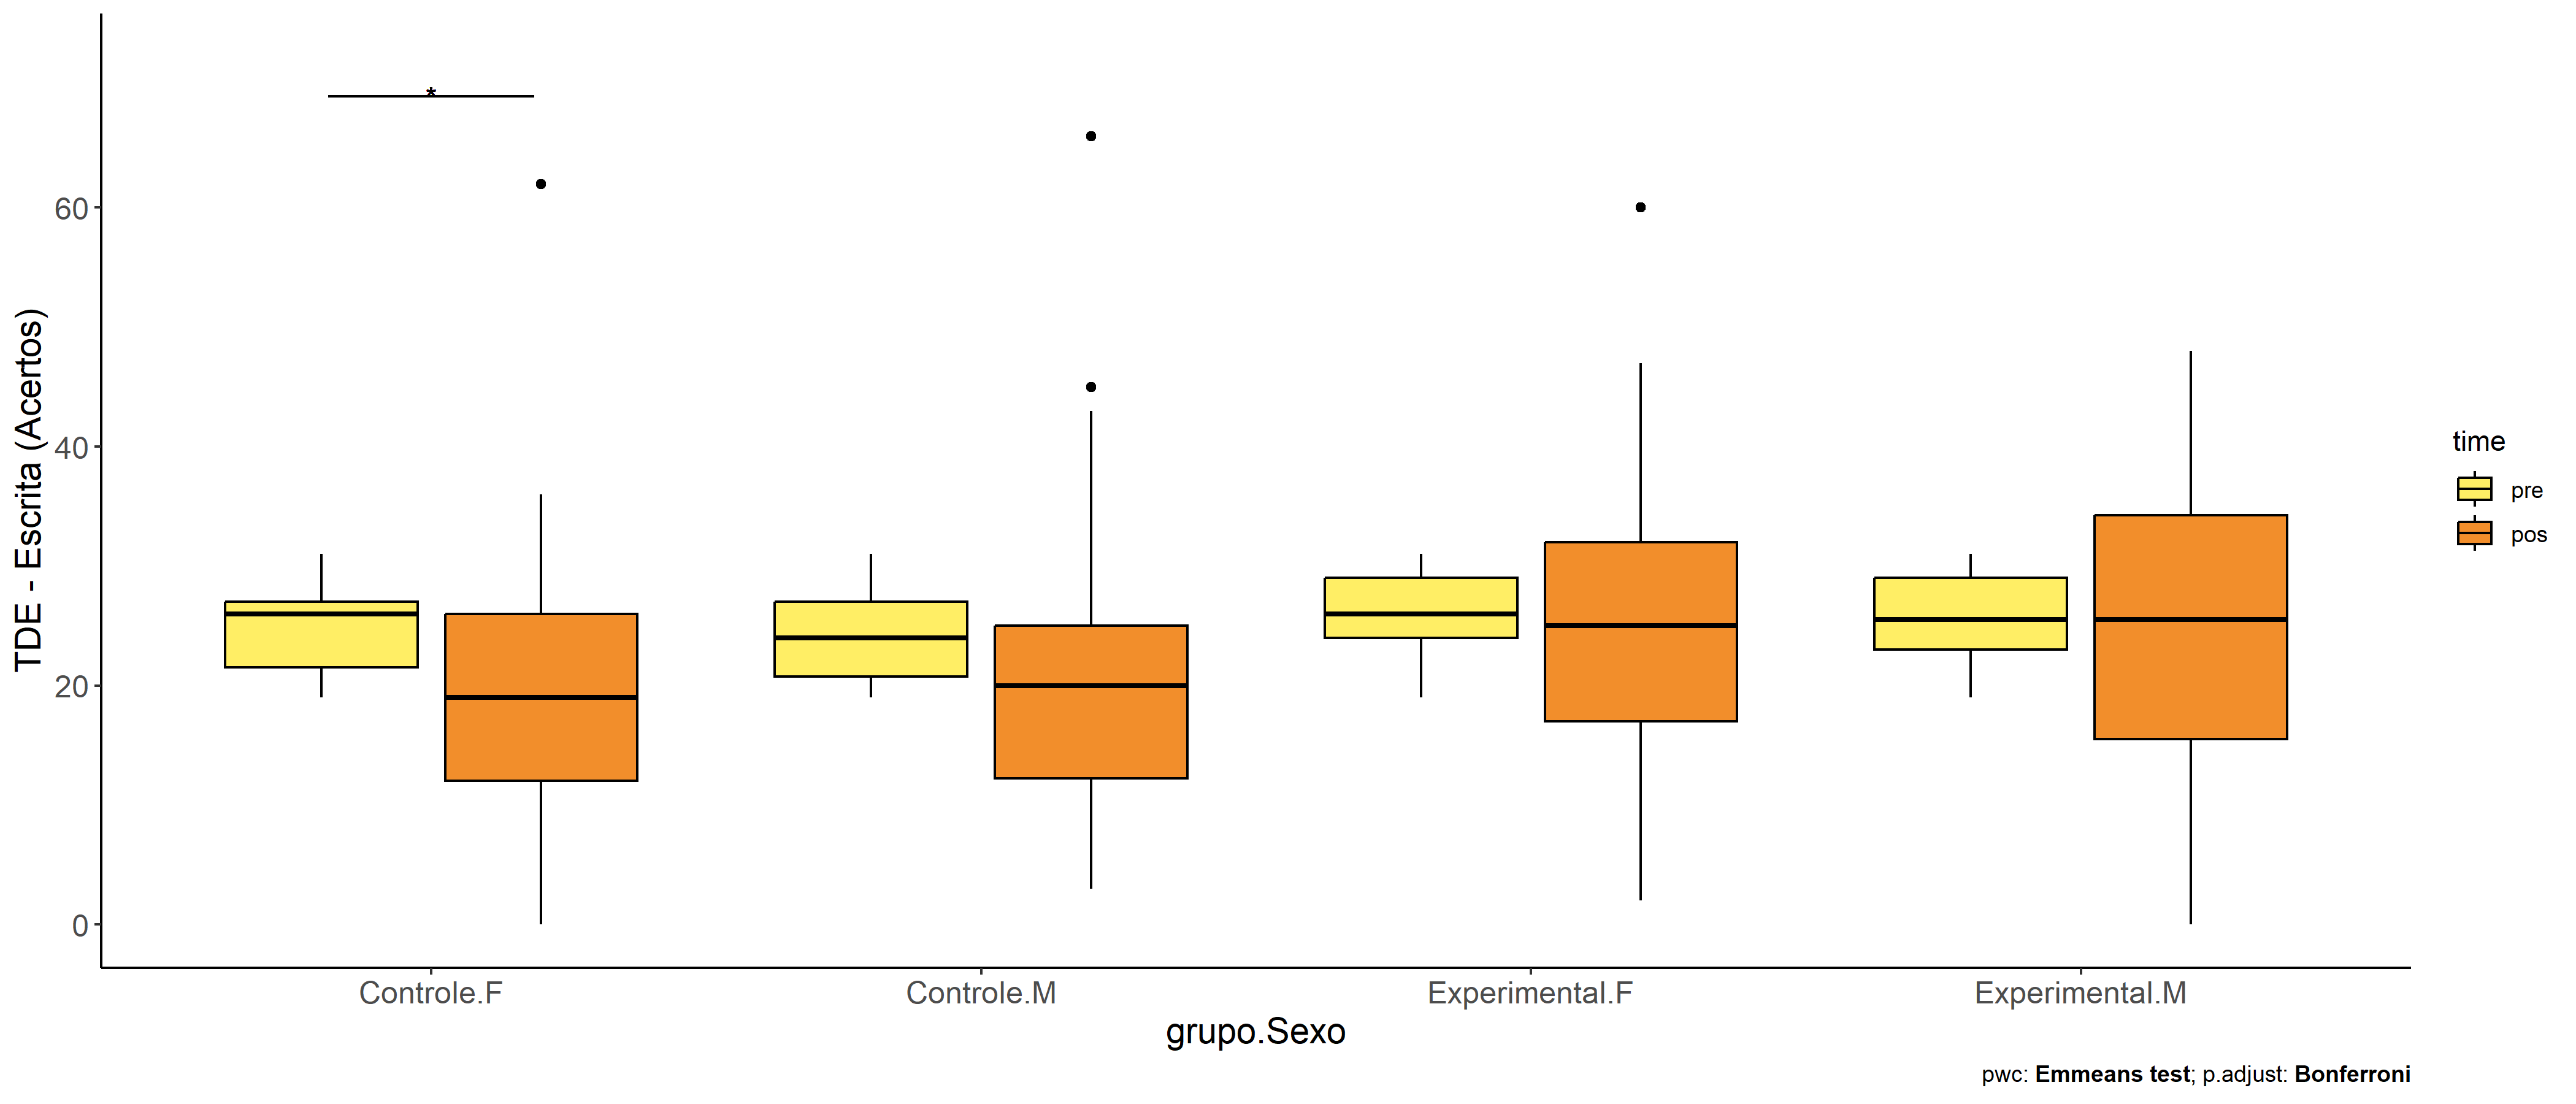 *
TDE - Escrita (Acertos)
60
40
20
0
Controle.F
Controle.M
Experimental.F
Experimental.M
grupo.Sexo
time
pre
pos
pwc: Emmeans test; p.adjust: Bonferroni